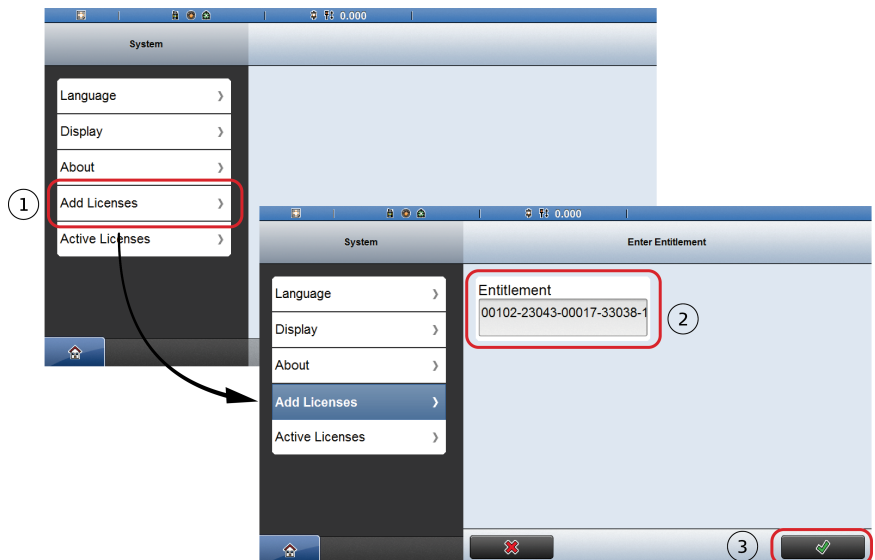 0.000
System
Language
Display
About
1
Add Licenses
Active Licenses
0.000
System
Enter Entitlement
Language
Display
About
Add Licenses
Active Licenses
Entitlement
00102-23043-00017-33038-1
2
3